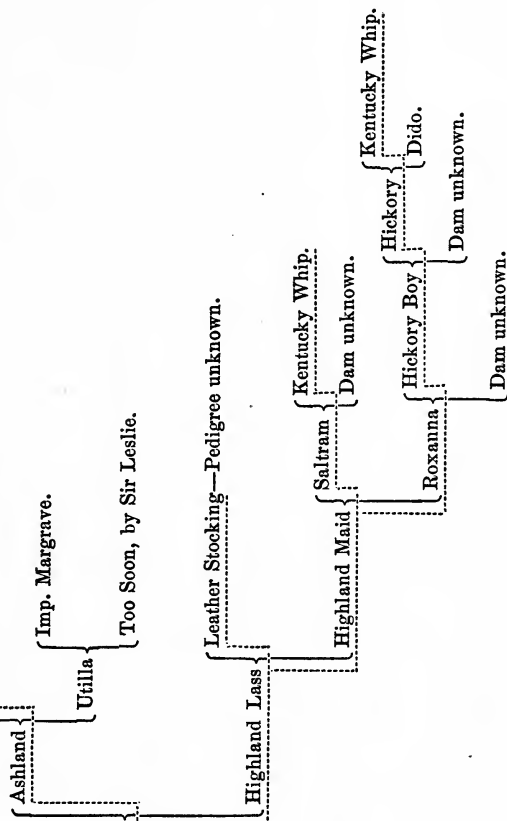 Ashland
Utilla
Imp. Margrave.
Too Soon, by Sir Leslie.
Highland Lass
Leather Stocking—Pedigree unknown.
Highland Maid
Saltram
Kentucky Whip.
Dam unknown.
Roxanna
Hickory Boy
Hickory
Kentucky Whip.
Dido.
Dam unknown.
Dam unknown.